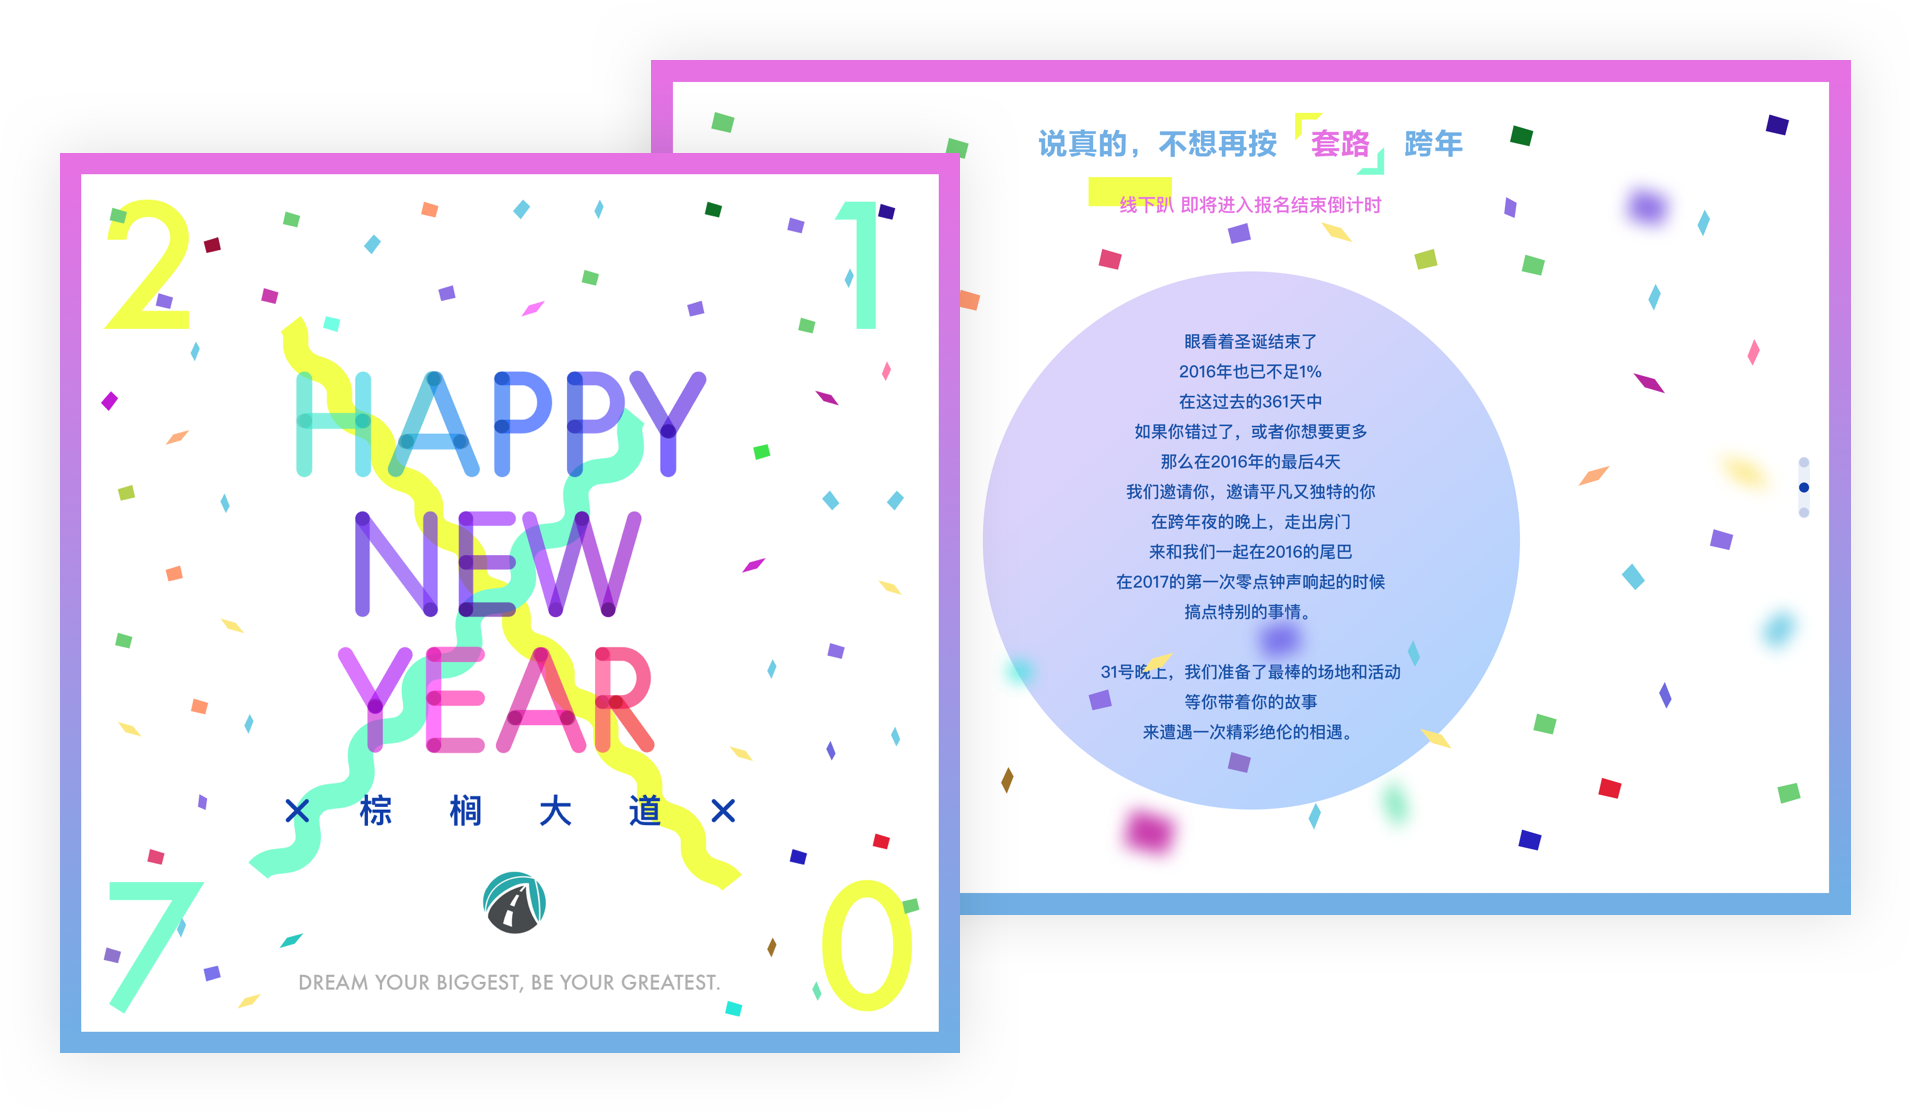 2 1
HAPPY
NEW
YEAR
× 棕 榈 大 道 ×
7 0
DREAM YOUR BIGGEST, BE YOUR GREATEST.
说真的，不想再按 套路 跨年
线下趴 即将进入报名结束倒计时
眼看着圣诞结束了
2016年也已不足1%
在这过去的361天中
如果你错过了，或者你想要更多
那么在2016年的最后4天
我们邀请你，邀请平凡又独特的你
在跨年夜的晚上，走出房门
来和我们一起在2016的尾巴
在2017的第一次零点钟声响起的时候
搞点特别的事情。
31号晚上，我们准备了最棒的场地和活动
等你带着你的故事
来遭遇一次精彩绝伦的相遇。